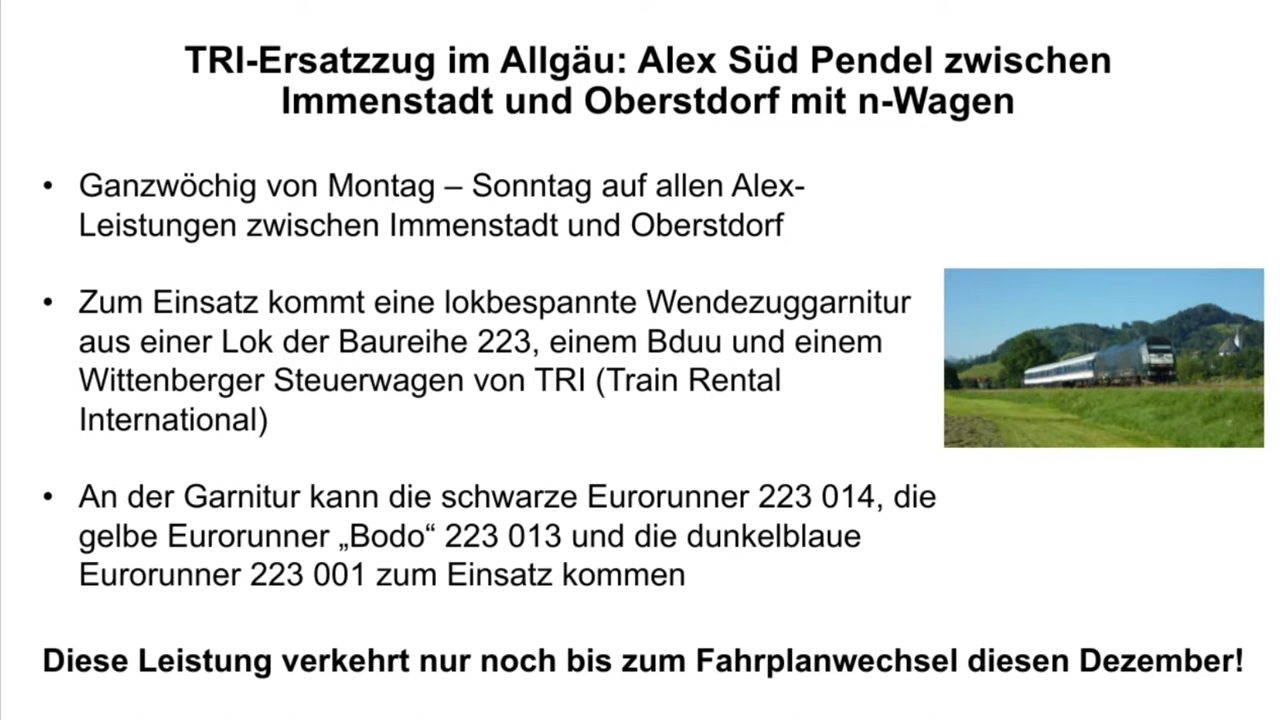 TRI-Ersatzzug im Allgäu: Alex Süd Pendel zwischen
Immenstadt und Oberstdorf mit n-Wagen
• Ganzwöchig von Montag – Sonntag auf allen Alex-
Leistungen zwischen Immenstadt und Oberstdorf
• Zum Einsatz kommt eine lokbespannte Wendezuggarnitur
aus einer Lok der Baureihe 223, einem Bduu und einem
Wittenberger Steuerwagen von TRI (Train Rental
International)
• An der Garnitur kann die schwarze Eurorunner 223 014, die
gelbe Eurorunner „Bodo“ 223 013 und die dunkelblaue
Eurorunner 223 001 zum Einsatz kommen
Diese Leistung verkehrt nur noch bis zum Fahrplanwechsel diesen Dezember!